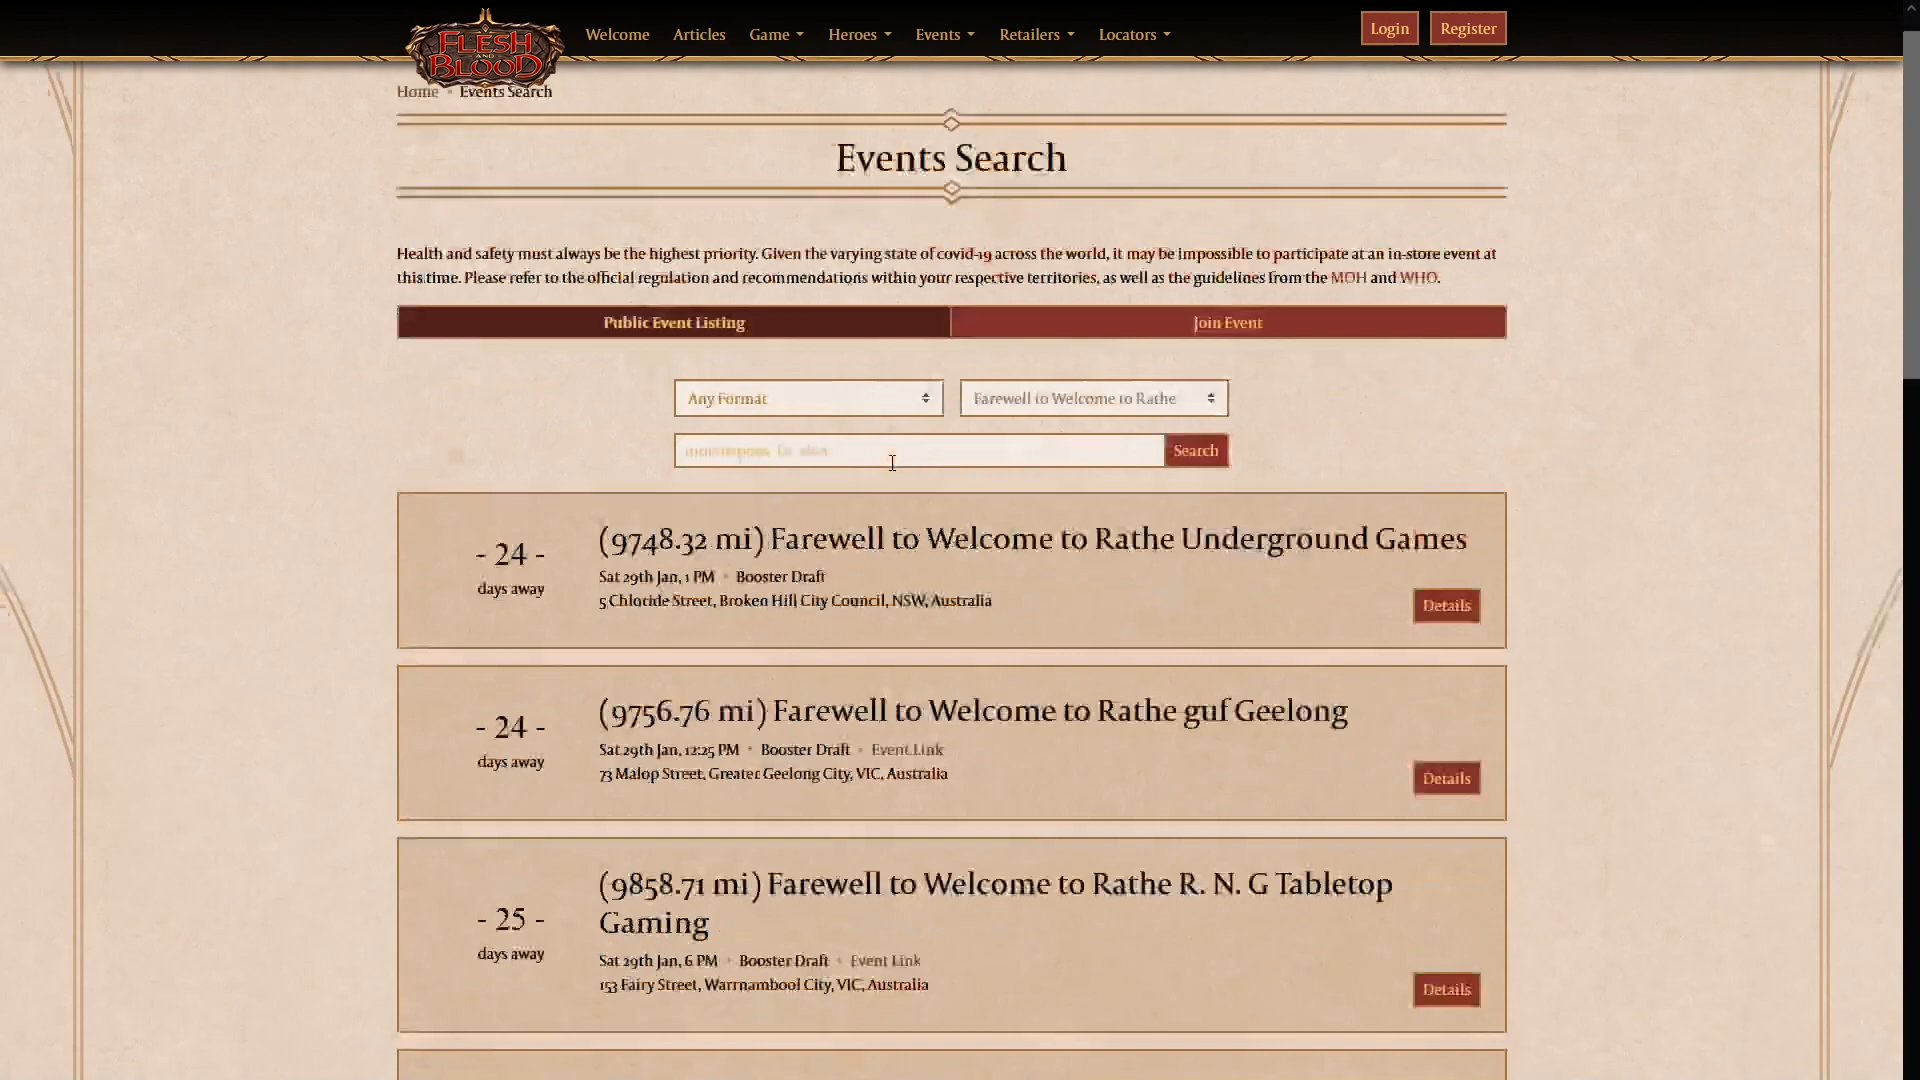 FLESH
AND
BLOOD
Welcome Articles Game Heroes Events Retailers Locators
Login Register
Home • Events Search
Events Search
Health and safety must always be the highest priority. Given the varying state of covid-19 across the world, it may be impossible to participate at an in-store event at
this time. Please refer to the official regulation and recommendations within your respective territories, as well as the guidelines from the MOH and WHO.
Public Event Listing Join Event
Any Format Farewell to Welcome to Rathe
Search
- 24 -
days away
(9748.32 mi) Farewell to Welcome to Rathe Underground Games
Sat 29th Jan, 1 PM • Booster Draft
5 Chloride Street, Broken Hill City Council, NSW, Australia
Details
- 24 -
days away
(9756.76 mi) Farewell to Welcome to Rathe guf Geelong
Sat 29th Jan, 12:25 PM • Booster Draft • Event Link
73 Malop Street, Greater Geelong City, VIC, Australia
Details
- 25 -
days away
(9858.71 mi) Farewell to Welcome to Rathe R. N. G Tabletop
Gaming
Sat 29th Jan, 6 PM • Booster Draft • Event Link
153 Fairy Street, Warrnambool City, VIC, Australia
Details